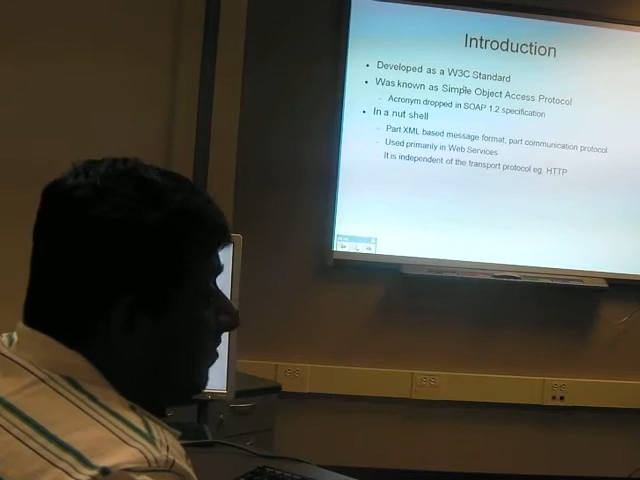 Introduction
• Developed as a W3C Standard
• Was known as Simple Object Access Protocol
– Acronym dropped in SOAP 1.2 specification
• In a nut shell
– Part XML based message format, part communication protocol
– Used primarily in Web Services
It is independent of the transport protocol eg. HTTP